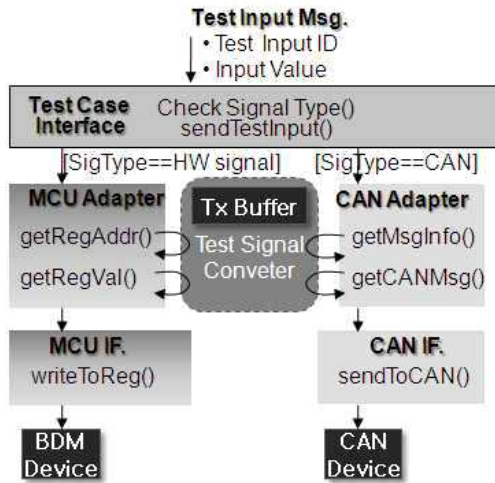 Test Input Msg.
• Test Input ID
• Input Value
Test Case
Interface
Check Signal Type()
sendTestInput()
[SigType==HW signal]
[SigType==CAN]
MCU Adapter
getRegAddr()
getRegVal()
Tx Buffer
Test Signal
Conveter
CAN Adapter
getMsgInfo()
getCANMsg()
MCU IF.
writeToReg()
CAN IF.
sendToCAN()
BDM
Device
CAN
Device